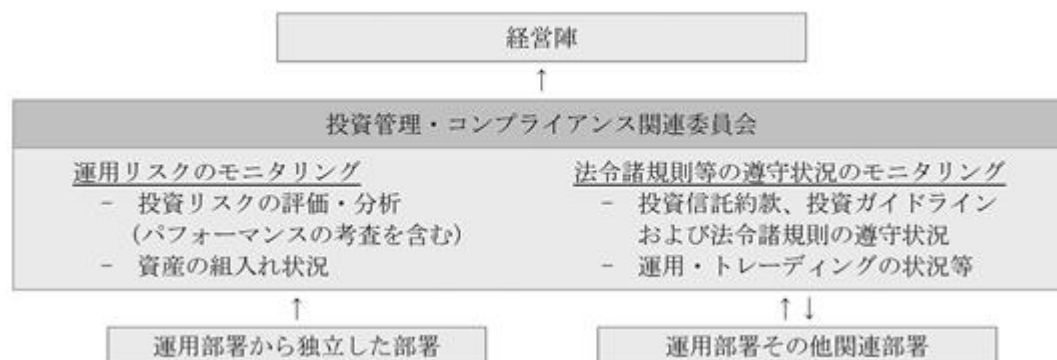 経営陣
↑
投資管理・コンプライアンス関連委員会
運用リスクのモニタリング
− 投資リスクの評価・分析
(パフォーマンスの考査を含む)
− 資産の組入れ状況
法令諸規則等の遵守状況のモニタリング
− 投資信託約款、投資ガイドライン
および法令諸規則の遵守状況
− 運用・トレーディングの状況等
↑
↑↓
運用部署から独立した部署
運用部署その他関連部署